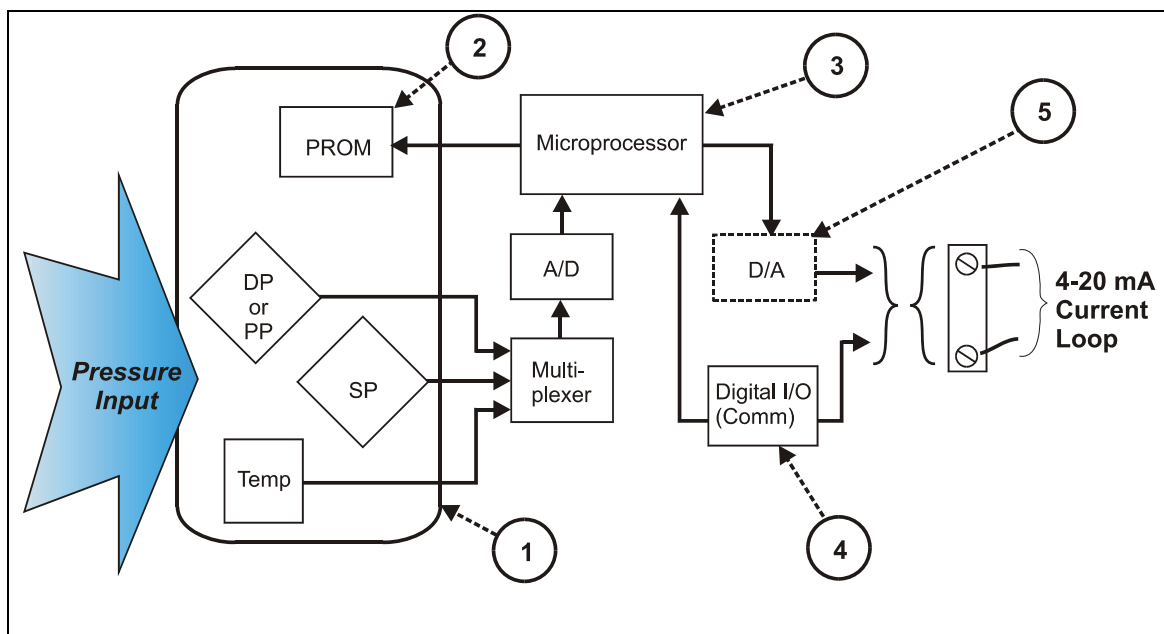 2
3
5
PROM
Microprocessor
A/D
D/A
DP
or
PP
4-20 mA
Current
Loop
Pressure
Input
SP
Multi-
plexer
Digital I/O
(Comm)
Temp
1
4